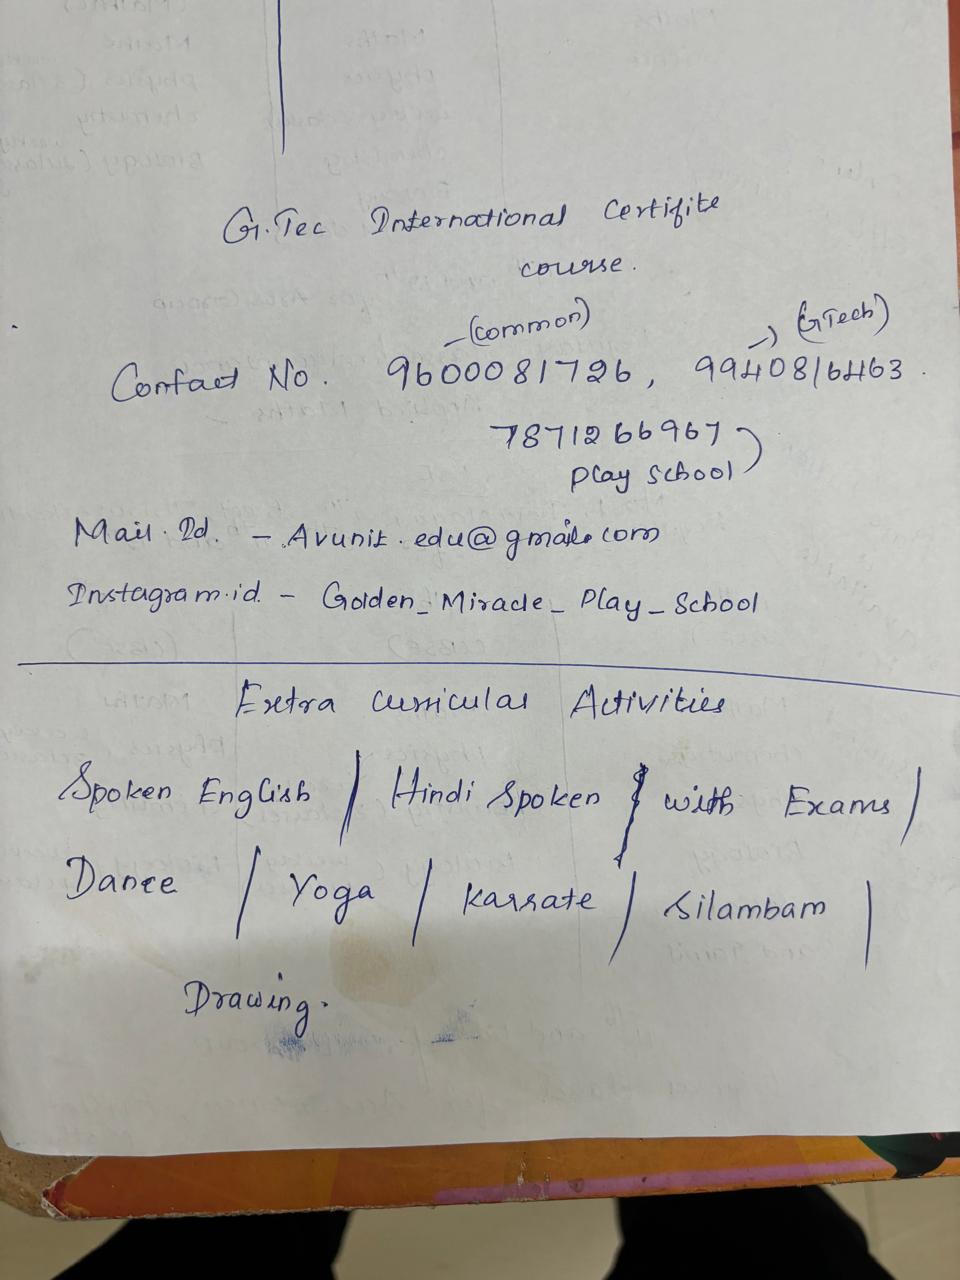 G.Tec International Certifite
course.
(common) (GTech)
Contact No. 9600081726, 9940816463.
7871266967
Play School
Mail.Id. - Avunit.edu@gmail.com
Instagram.id - Golden_Miracle_Play_School
Extra curricular Activities
Spoken English / Hindi Spoken / with Exams /
Dance / Yoga / Karrate / Silambam /
Drawing.